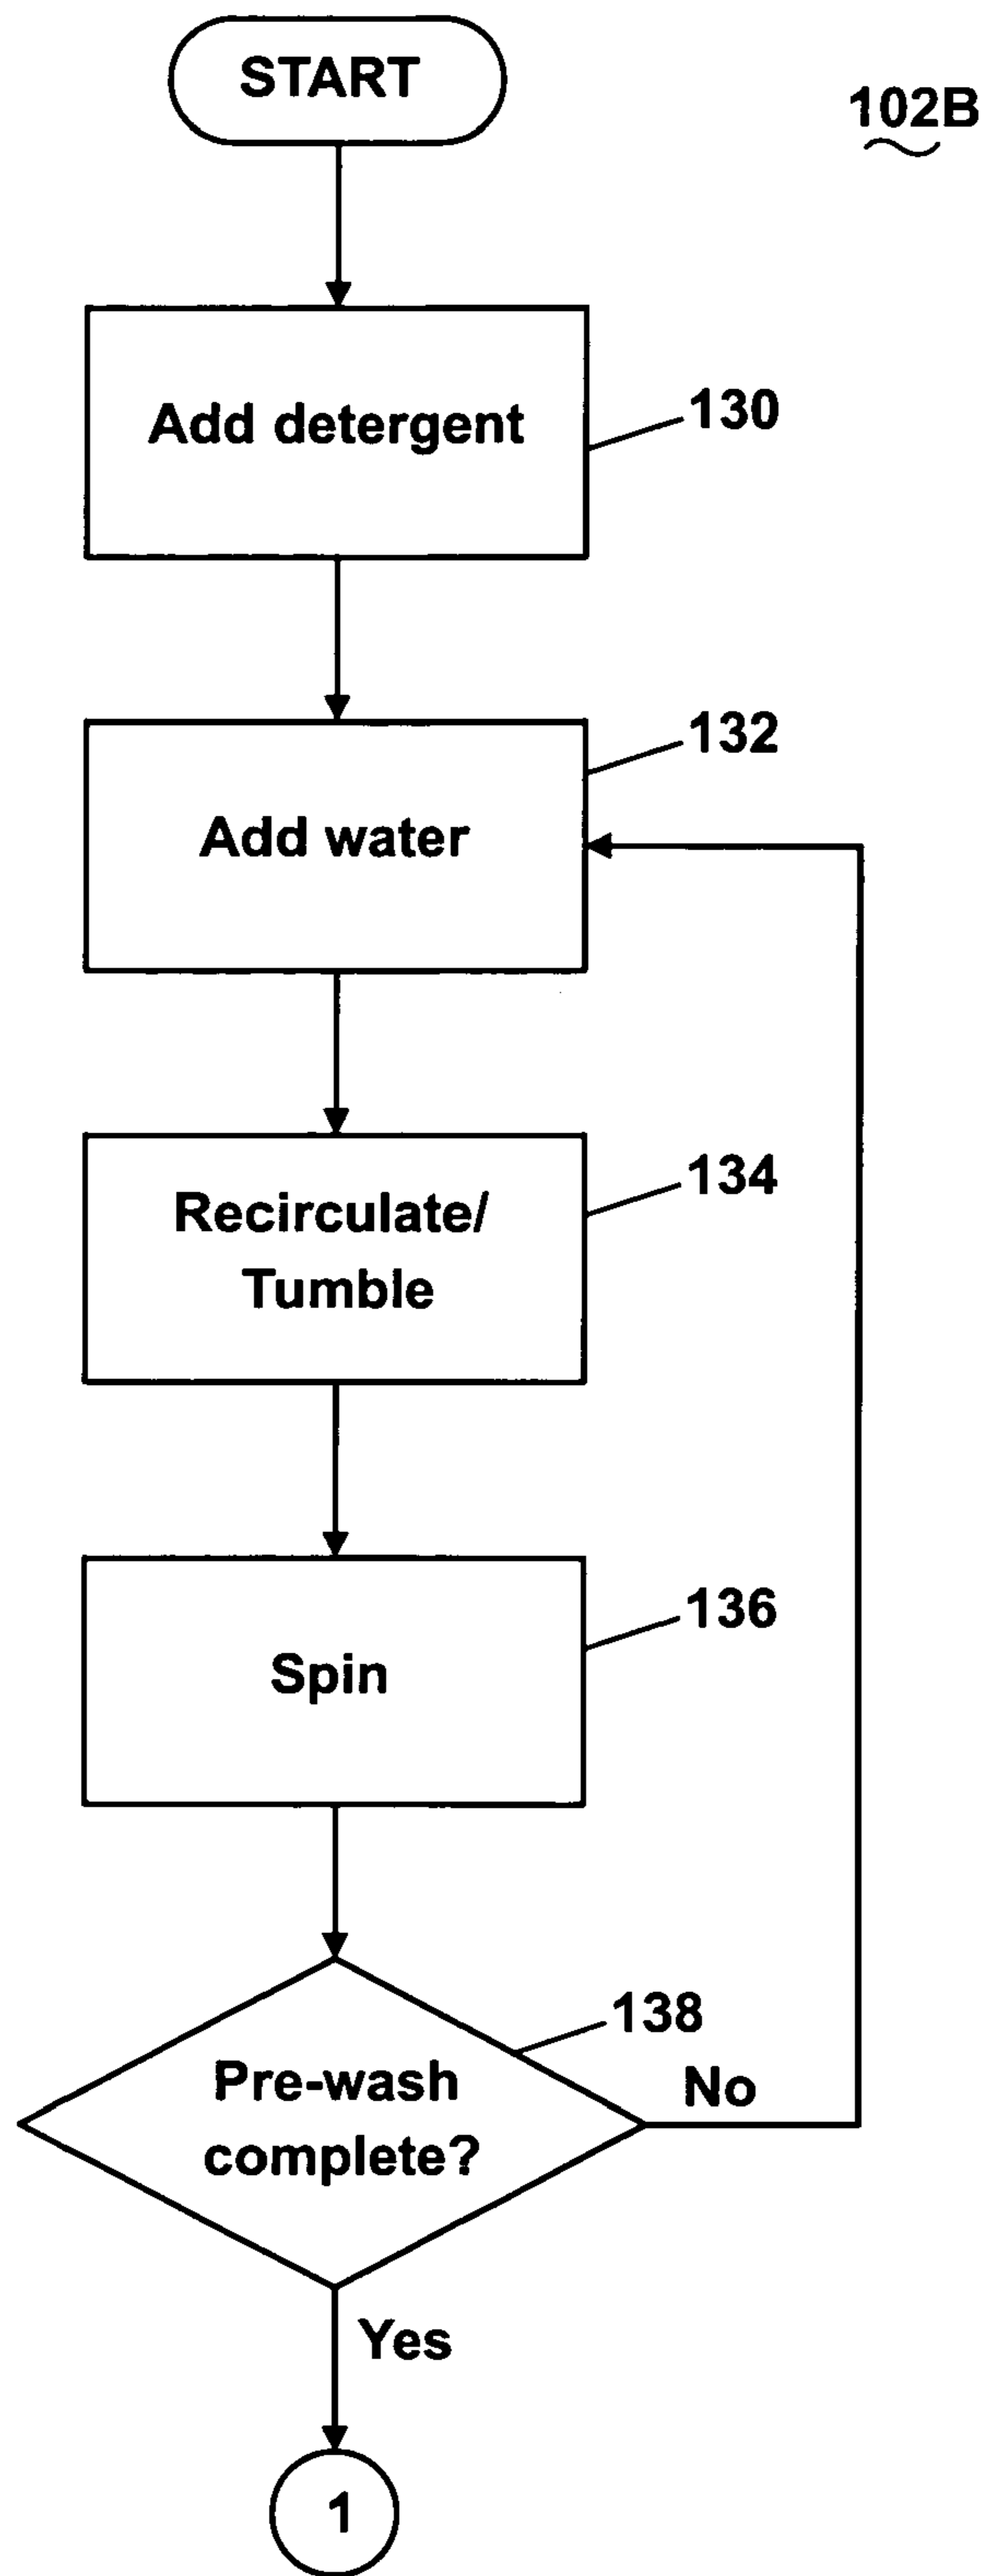 START
102B
Add detergent
130
132
Add water
134
Recirculate/
Tumble
136
Spin
138
Pre-wash
No
complete?
Yes
1